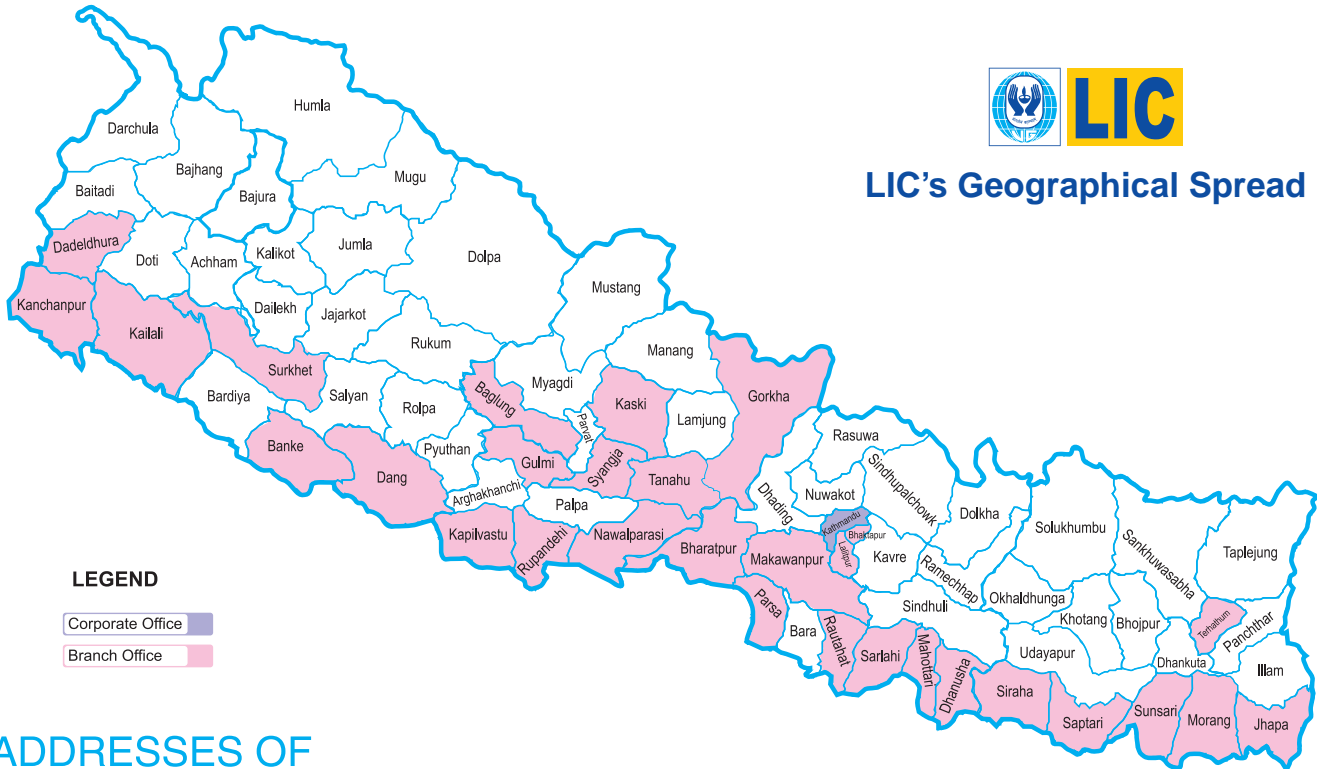 LIC
LIC's Geographical Spread
Humla
Darchula
Bajhang
Mugu
Baitadi
Bajura
Dadeldhura
Doti
Achham
Kalikot
Jumla
Dolpa
Mustang
Kanchanpur
Kailali
Dailekh
Jajarkot
Rukum
Manang
Surkhet
Bardiya
Salyan
Rolpa
Baglung
Myagdi
Parvat
Kaski
Lamjung
Gorkha
Banke
Dang
Pyuthan
Gulmi
Syangja
Tanahu
Arghakhanchi
Palpa
Kapilvastu
Rupandehi
Nawalparasi
Bharatpur
Dhading
Rasuwa
Nuwakot
Sindhupalchowk
Dolkha
Solukhumbu
Sankhuwasabha
Taplejung
Kathmandu
Bhaktapur
Lalitpur
Kavre
Ramechhap
Makawanpur
Sindhuli
Okhaldhunga
Khotang
Bhojpur
Terhathum
Panchthar
Parsa
Bara
Rautahat
Sarlahi
Mahottari
Dhanusha
Udayapur
Dhankuta
Illam
Siraha
Saptari
Sunsari
Morang
Jhapa
LEGEND
Corporate Office
Branch Office
ADDRESSES OF